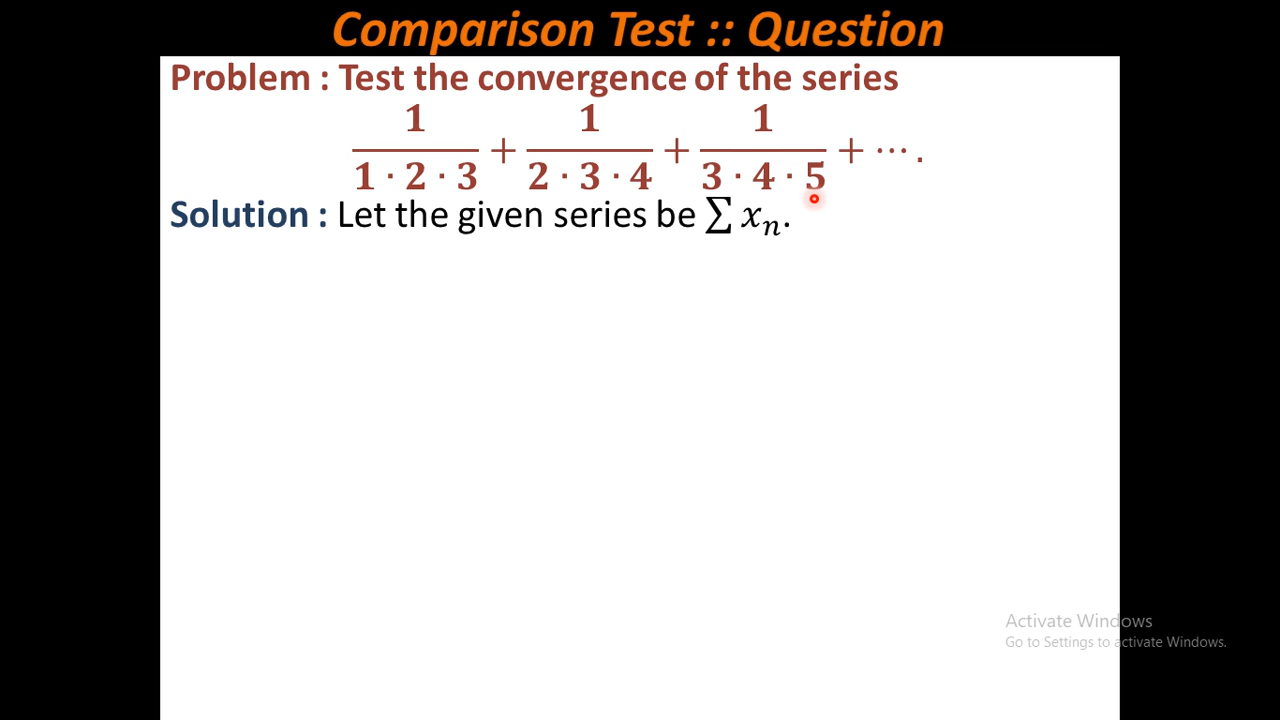 Comparison Test :: Question
Problem : Test the convergence of the series
1/(1 · 2 · 3) + 1/(2 · 3 · 4) + 1/(3 · 4 · 5) + ⋯ .
Solution : Let the given series be ∑ xₙ.
Activate Windows
Go to Settings to activate Windows.